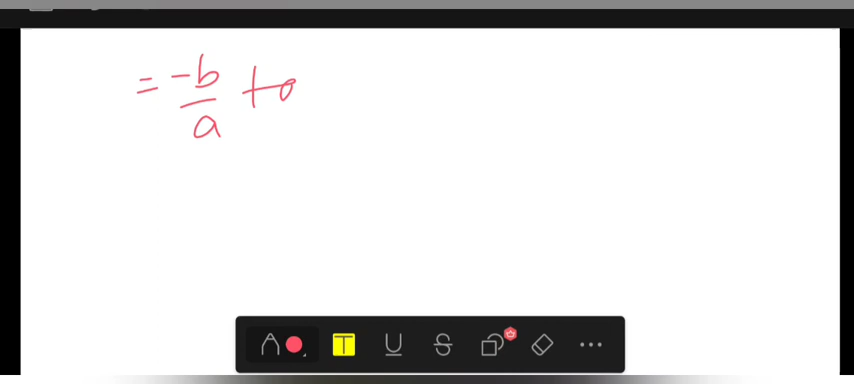 = -b/a + 0